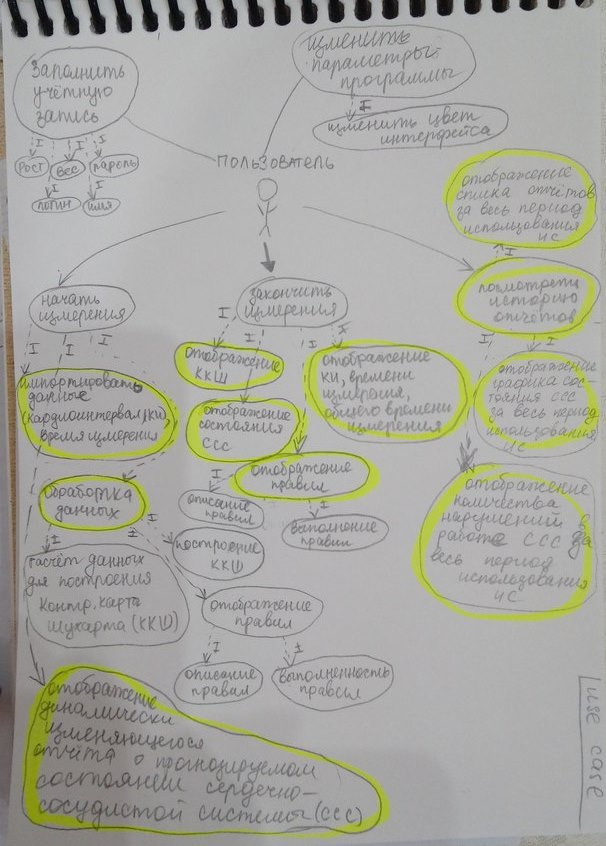 Заполнить
учётную
запись
Рост
вес
пароль
логин
имя
изменить
параметры
программы
I
изменить цвет
интерфейса
ПОЛЬЗОВАТЕЛЬ
отображение
списка отчётов
за весь период
использования
ИС
посмотреть
историю
отчётов
отображение
графика сос-
тояния ССС
за весь период
использования
ИС
отображение
количества
нарушений в
работе ССС за
весь период
использования
ИС
начать
измерения
закончить
измерения
импортировать
данные
(кардиоинтервал(КИ),
время измерения
отображение
ККШ
отображение
состояния
ССС
отображение
КИ, времени
измерения,
общего времени
измерения
отображение
правил
описание
правил
выполнение
правил
обработка
данных
расчёт данных
для построения
Контр. карта
Шухарта (ККШ)
построение
ККШ
отображение
правил
описание
правил
выполненность
правил
отображение
динамически
изменяющегося
отчёта о прогнозируемом
состоянии сердечно-
сосудистой системы (ССС)
use case